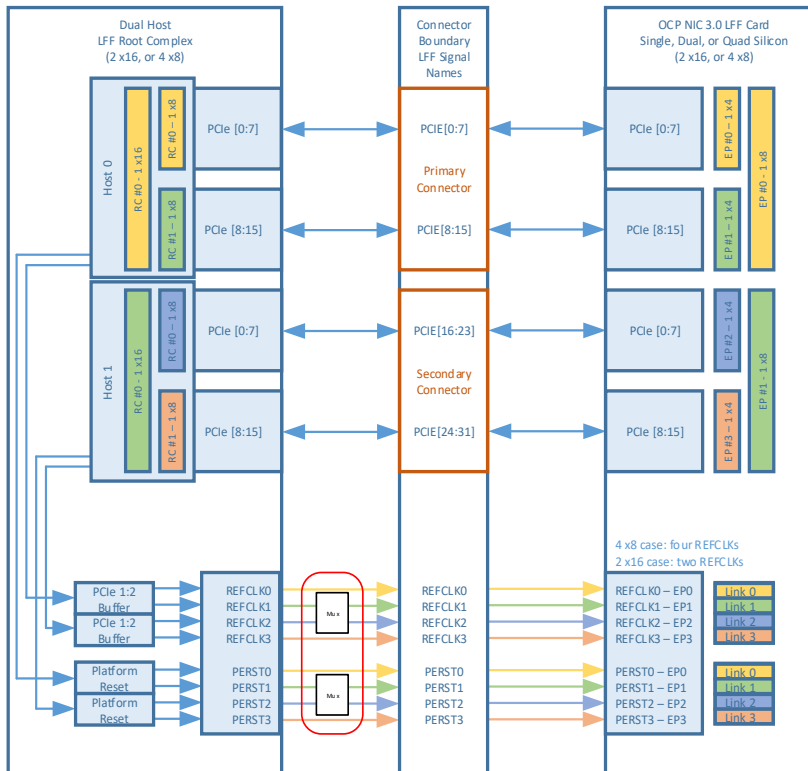 Dual Host
LFF Root Complex
(2 x16, or 4 x8)
Connector
Boundary
LFF Signal
Names
OCP NIC 3.0 LFF Card
Single, Dual, or Quad Silicon
(2 x16, or 4 x8)
Host 0
RC #0 – 1 x16
RC #0 – 1 x8
RC #1 – 1 x8
PCIe [0:7]
PCIe [8:15]
PCIE[0:7]
Primary
Connector
PCIE[8:15]
PCIe [0:7]
PCIe [8:15]
EP #0 – 1 x4
EP #1 – 1 x4
EP #0 - 1 x8
Host 1
RC #0 – 1 x16
RC #0 – 1 x8
RC #1 – 1 x8
PCIe [0:7]
PCIe [8:15]
PCIE[16:23]
Secondary
Connector
PCIE[24:31]
PCIe [0:7]
PCIe [8:15]
EP #2 – 1 x4
EP #3 – 1 x4
EP #1 - 1 x8
4 x8 case: four REFCLKs
2 x16 case: two REFCLKs
PCIe 1:2
Buffer
PCIe 1:2
Buffer
Platform
Reset
Platform
Reset
REFCLK0
REFCLK1
REFCLK2
REFCLK3
PERST0
PERST1
PERST2
PERST3
Mux
Mux
REFCLK0
REFCLK1
REFCLK2
REFCLK3
PERST0
PERST1
PERST2
PERST3
REFCLK0 – EP0
REFCLK1 – EP1
REFCLK2 – EP2
REFCLK3 – EP3
PERST0 – EP0
PERST1 – EP1
PERST2 – EP2
PERST3 – EP3
Link 0
Link 1
Link 2
Link 3
Link 0
Link 1
Link 2
Link 3